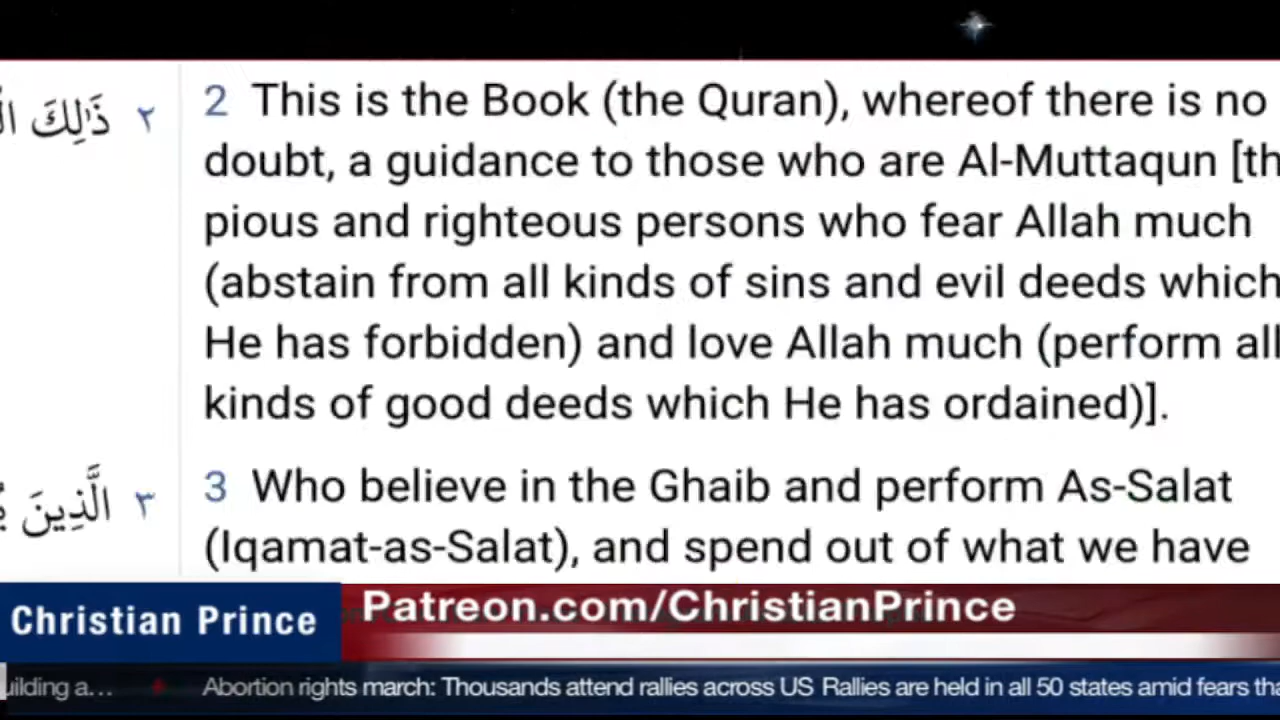 2 This is the Book (the Quran), whereof there is no
ذَٰلِكَ ٢
doubt, a guidance to those who are Al-Muttaqun [th
pious and righteous persons who fear Allah much
(abstain from all kinds of sins and evil deeds which
He has forbidden) and love Allah much (perform all
kinds of good deeds which He has ordained)].
3 Who believe in the Ghaib and perform As-Salat
الَّذِينَ ٣
(Iqamat-as-Salat), and spend out of what we have
Christian Prince
Patreon.com/ChristianPrince
uilding a... Abortion rights march: Thousands attend rallies across US Rallies are held in all 50 states amid fears tha